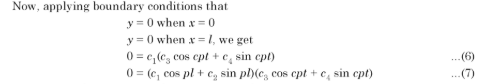 Now, applying boundary conditions that
y = 0 when x = 0
y = 0 when x = l, we get
0 = c₁(c₃ cos cpt + c₄ sin cpt) ...(6)
0 = (c₁ cos pl + c₂ sin pl)(c₃ cos cpt + c₄ sin cpt) ...(7)